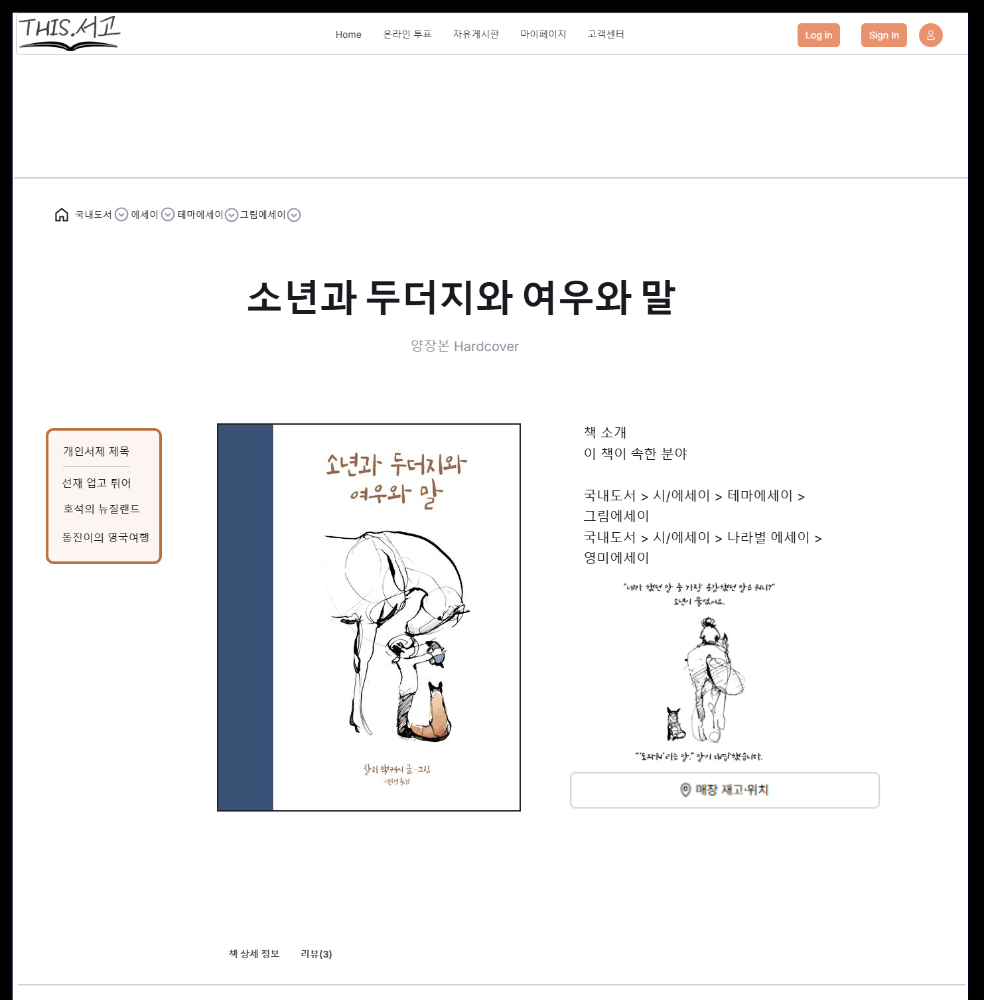 THIS.서고
Home 온라인 투표 자유게시판 마이페이지 고객센터
Log in Sign In
국내도서 에세이 테마에세이 그림에세이
소년과 두더지와 여우와 말
양장본 Hardcover
개인서제 제목
선재 업고 튀어
호석의 뉴질랜드
동진이의 영국여행
소년과 두더지와
여우와 말
찰리 맥커시 글·그림
이진경 옮김
책 소개
이 책이 속한 분야
국내도서 > 시/에세이 > 테마에세이 >
그림에세이
국내도서 > 시/에세이 > 나라별 에세이 >
영미에세이
"네가 했던 말 중 가장 용감했던 말은 뭐니?"
소년이 물었어요.
"'도와줘'라는 말." 말이 대답했습니다.
매장 재고·위치
책 상세 정보 리뷰(3)